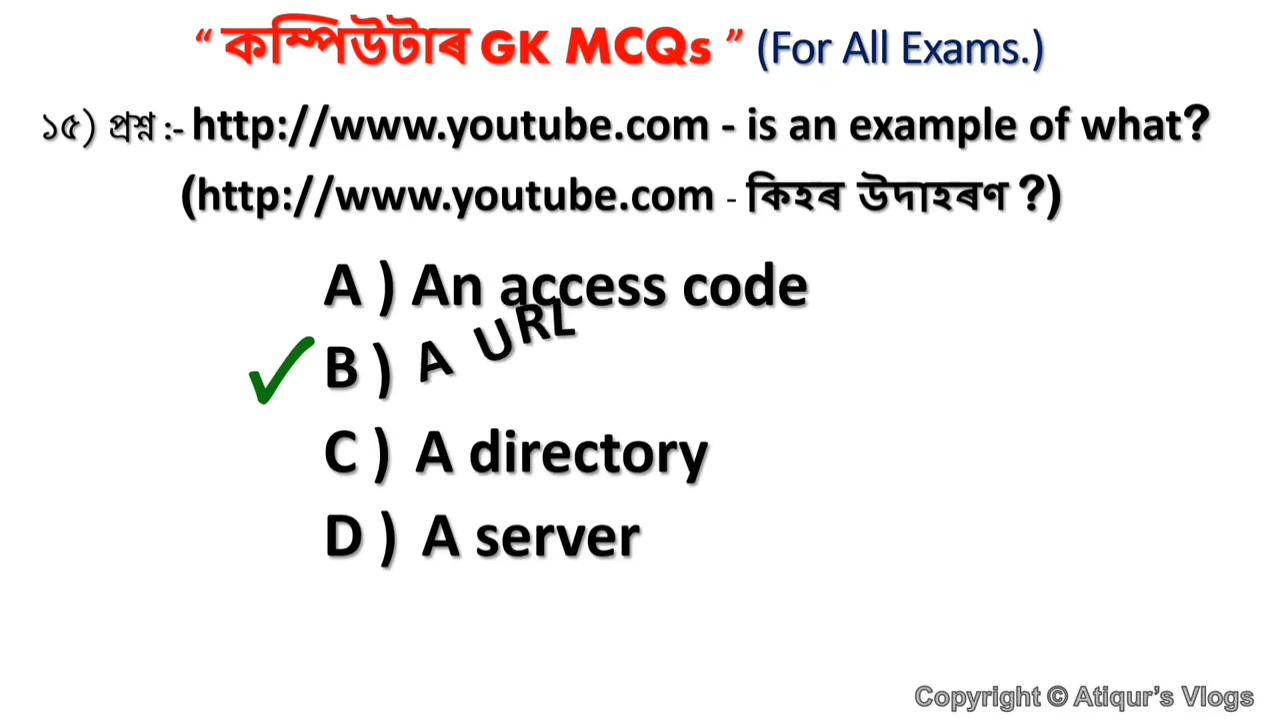 “ কম্পিউটাৰ GK MCQs ” (For All Exams.)
১৫) প্ৰশ্ন :- http://www.youtube.com - is an example of what?
(http://www.youtube.com - কিহৰ উদাহৰণ ?)
A ) An access code
B ) A URL
C ) A directory
D ) A server
Copyright © Atiqur’s Vlogs